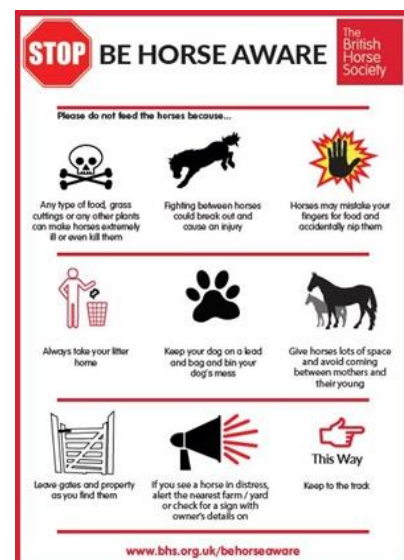 STOP BE HORSE AWARE
The
British
Horse
Society
Please do not feed the horses because...
Any type of food, grass
cuttings or any other plants
can make horses extremely
ill or even kill them
Fighting between horses
could break out and
cause an injury
Horses may mistake your
fingers for food and
accidentally nip them
Always take your litter
home
Keep your dog on a lead
and bag and bin your
dog's mess
Give horses lots of space
and avoid coming
between mothers and
their young
Leave gates and property
as you find them
If you see a horse in distress,
alert the nearest farm / yard
or check for a sign with
owner's details on
This Way
Keep to the track
www.bhs.org.uk/behorseaware